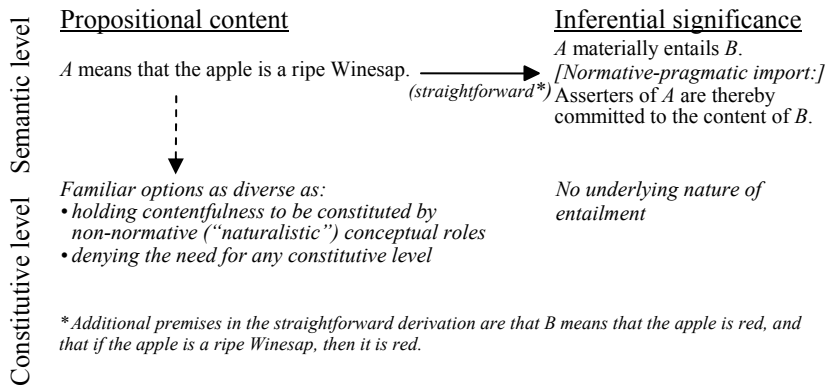 Semantic level
Propositional content
Inferential significance
A means that the apple is a ripe Winesap.
(straightforward*)
A materially entails B.
[Normative-pragmatic import:]
Asserters of A are thereby
committed to the content of B.
Constitutive level
Familiar options as diverse as:
• holding contentfulness to be constituted by
non-normative (“naturalistic”) conceptual roles
• denying the need for any constitutive level
No underlying nature of
entailment
* Additional premises in the straightforward derivation are that B means that the apple is red, and
that if the apple is a ripe Winesap, then it is red.